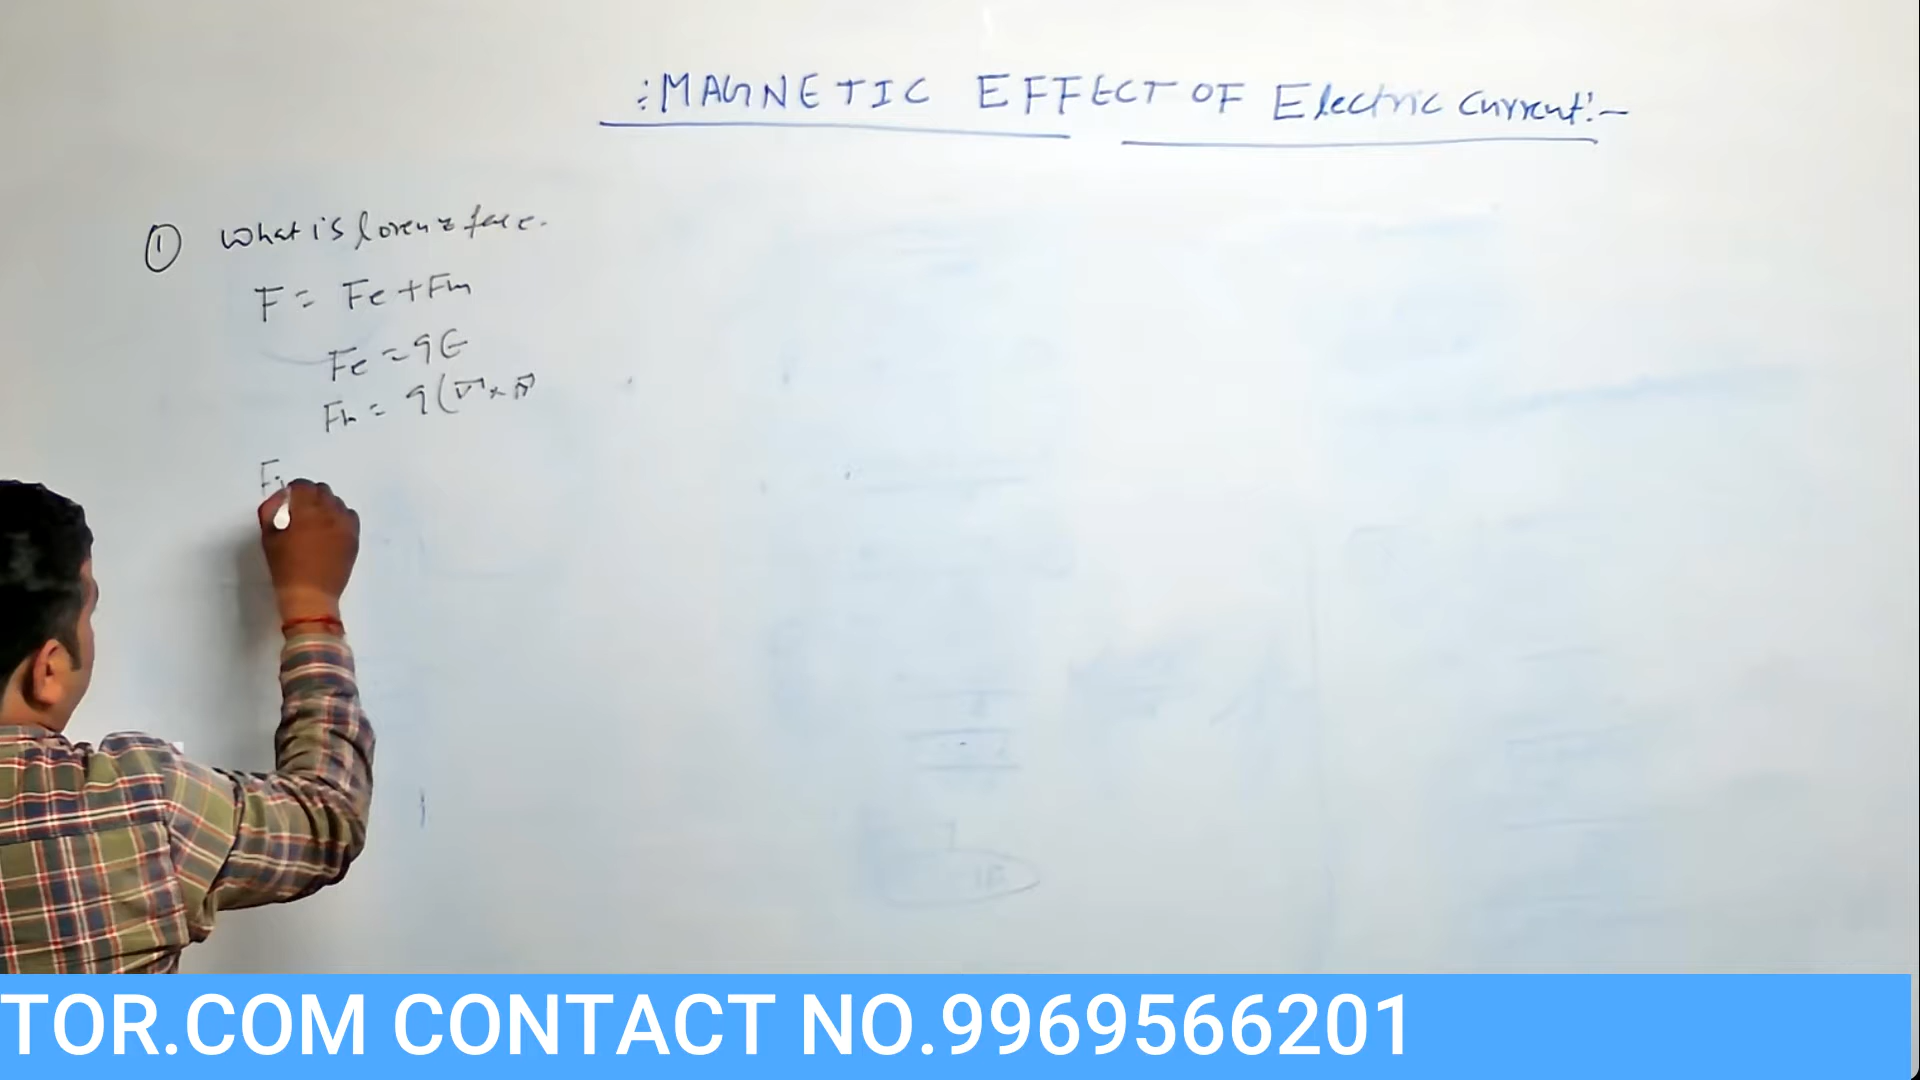 :MAGNETIC EFFECT OF Electric Current:-
① What is lorenz force.
F = Fe + Fm
Fe = qE
Fm = q(v⃗ × B⃗
F
TOR.COM CONTACT NO.9969566201